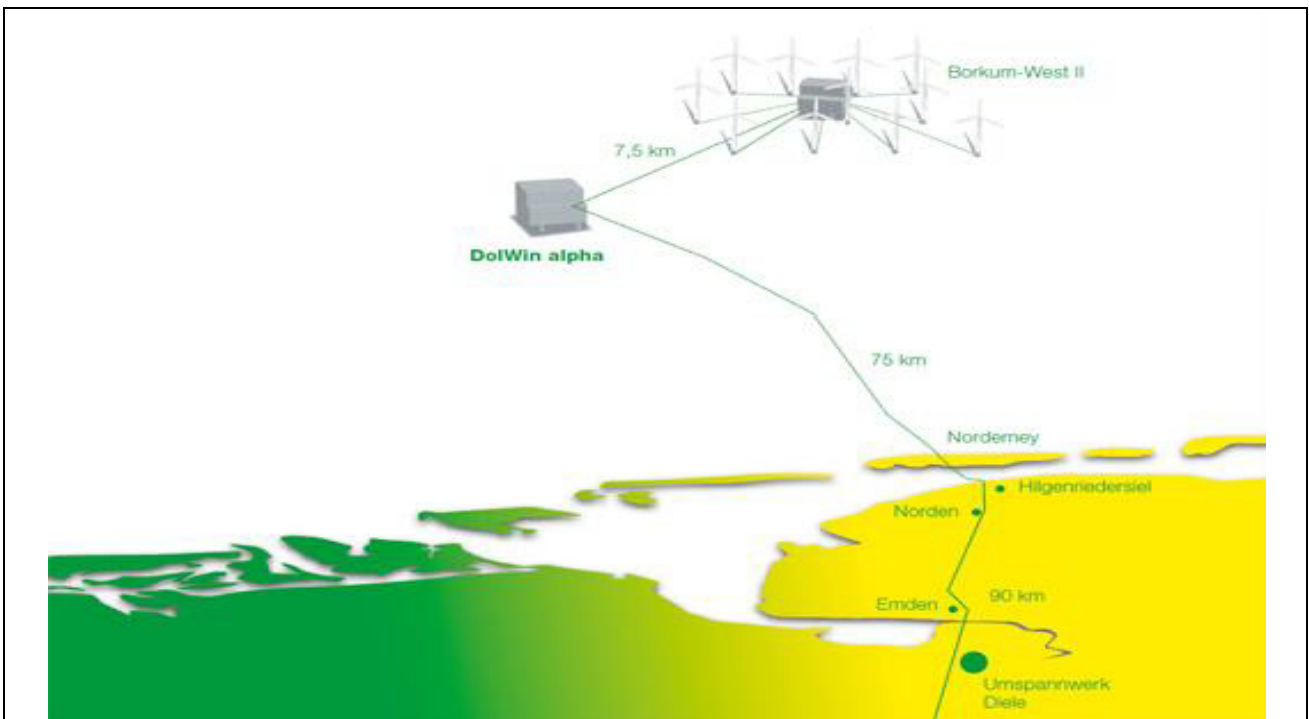 Borkum-West II
7,5 km
DolWin alpha
75 km
Norderney
Hilgenriedersiel
Norden
90 km
Emden
Umspannwerk
Diele